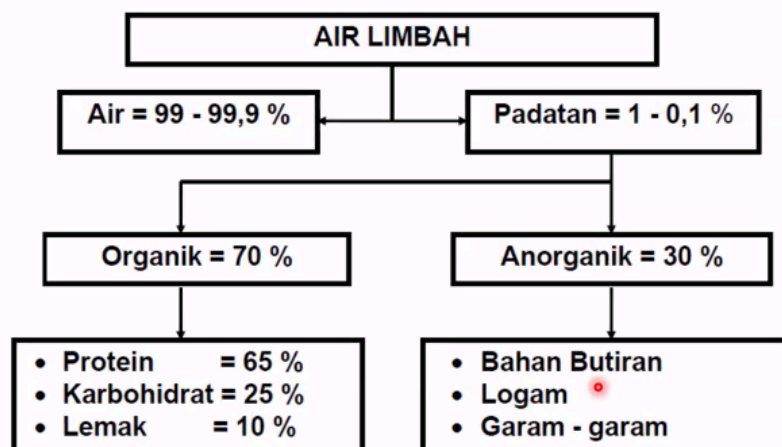 AIR LIMBAH
Air = 99 - 99,9 %
Padatan = 1 - 0,1 %
Organik = 70 %
Anorganik = 30 %
• Protein = 65 %
• Karbohidrat = 25 %
• Lemak = 10 %
• Bahan Butiran
• Logam
• Garam - garam